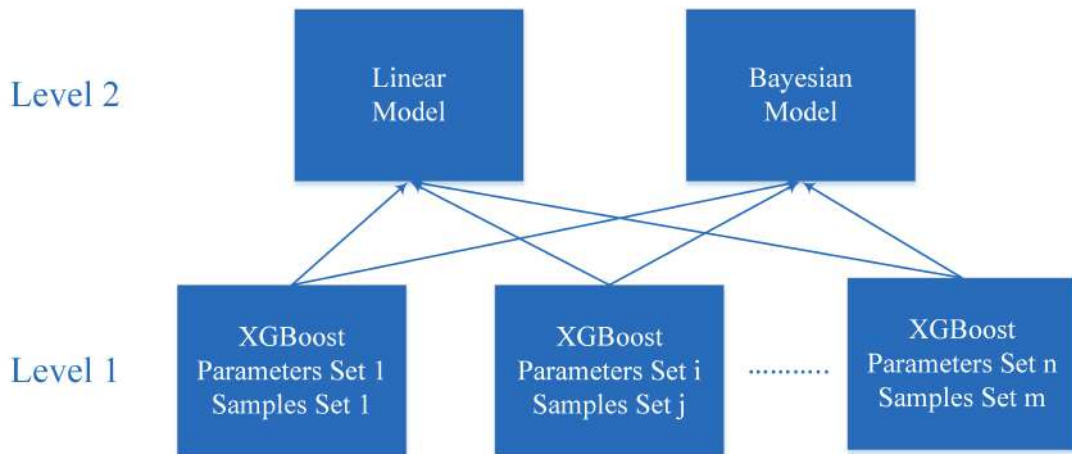 Level 2
Linear
Model
Bayesian
Model
Level 1
XGBoost
Parameters Set 1
Samples Set 1
XGBoost
Parameters Set i
Samples Set j
...........
XGBoost
Parameters Set n
Samples Set m